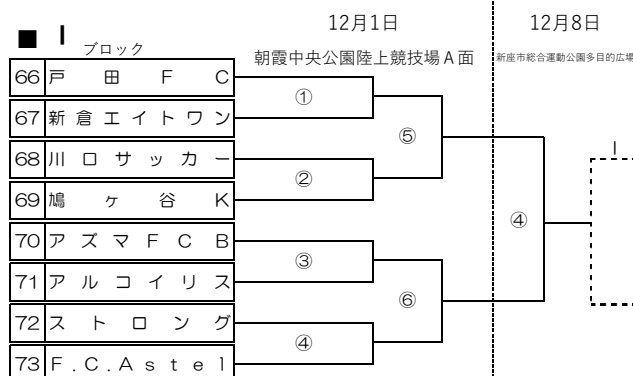 ■ I ブロック
12月1日
12月8日
朝霞中央公園陸上競技場A面
新座市総合運動公園多目的広場
66 戸田FC
67 新倉エイトワン
68 川口サッカー
69 鳩ヶ谷K
70 アズマFCB
71 アルコイリス
72 ストロング
73 F.C.Astel
①
②
③
④
⑤
⑥
④
I